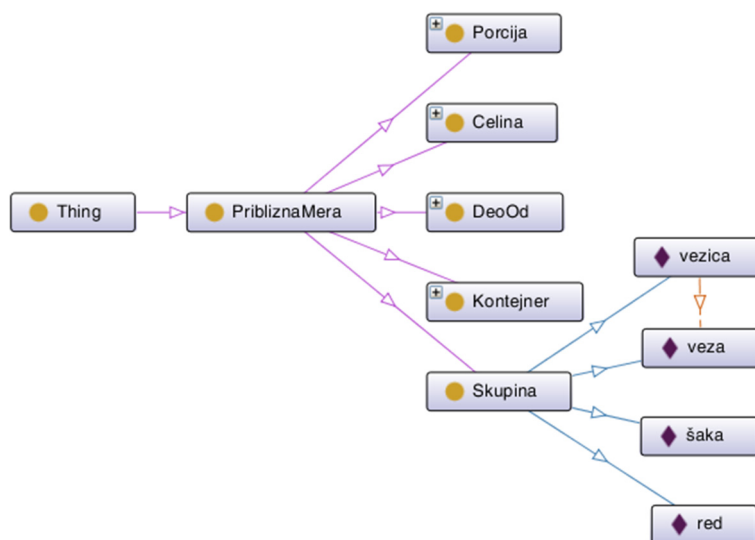 Porcija
Celina
Thing
PribliznaMera
DeoOd
vezica
Kontejner
veza
Skupina
šaka
red